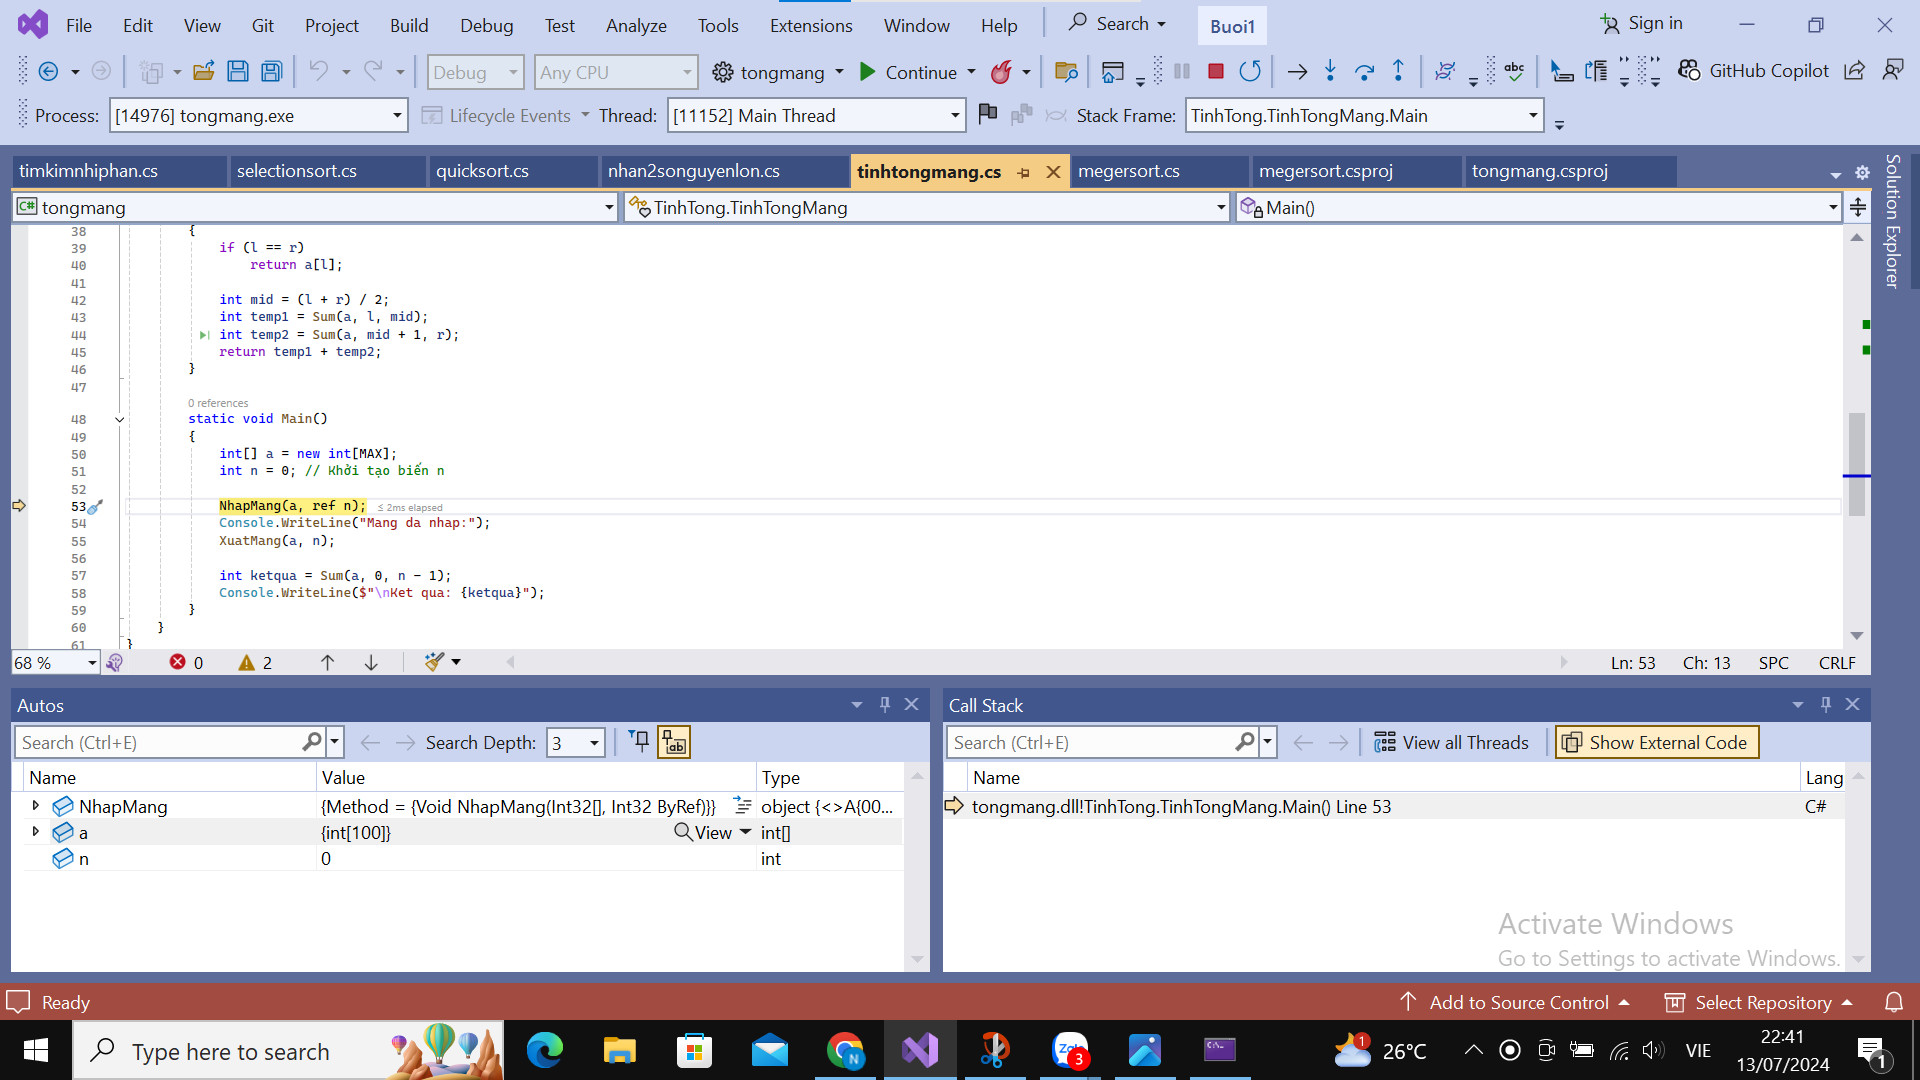 File Edit View Git Project Build Debug Test Analyze Tools Extensions Window Help Search Buoi1 Sign in
Debug Any CPU tongmang Continue abc GitHub Copilot
Process: [14976] tongmang.exe Lifecycle Events Thread: [11152] Main Thread Stack Frame: TinhTong.TinhTongMang.Main
timkimnhiphan.cs selectionsort.cs quicksort.cs nhan2songuyenlon.cs tinhtongmang.cs megersort.cs megersort.csproj tongmang.csproj
Solution Explorer
C# tongmang TinhTong.TinhTongMang Main()
38 {
39 if (l == r)
40 return a[l];
41
42 int mid = (l + r) / 2;
43 int temp1 = Sum(a, l, mid);
44 int temp2 = Sum(a, mid + 1, r);
45 return temp1 + temp2;
46 }
47
0 references
48 static void Main()
49 {
50 int[] a = new int[MAX];
51 int n = 0; // Khởi tạo biến n
52
53 NhapMang(a, ref n); ≤ 2ms elapsed
54 Console.WriteLine("Mang da nhap:");
55 XuatMang(a, n);
56
57 int ketqua = Sum(a, 0, n - 1);
58 Console.WriteLine($"\nKet qua: {ketqua}");
59 }
60 }
61 }
68 % 0 2 Ln: 53 Ch: 13 SPC CRLF
Autos
Search (Ctrl+E) Search Depth: 3 ab
Name Value Type
NhapMang {Method = {Void NhapMang(Int32[], Int32 ByRef)}} object {<>A{00...
a {int[100]} View int[]
n 0 int
Call Stack
Search (Ctrl+E) View all Threads Show External Code
Name Lang
tongmang.dll!TinhTong.TinhTongMang.Main() Line 53 C#
Activate Windows
Go to Settings to activate Windows.
Ready Add to Source Control Select Repository
Type here to search N C:\. Zalo 3 1 26°C VIE 22:41
13/07/2024 1